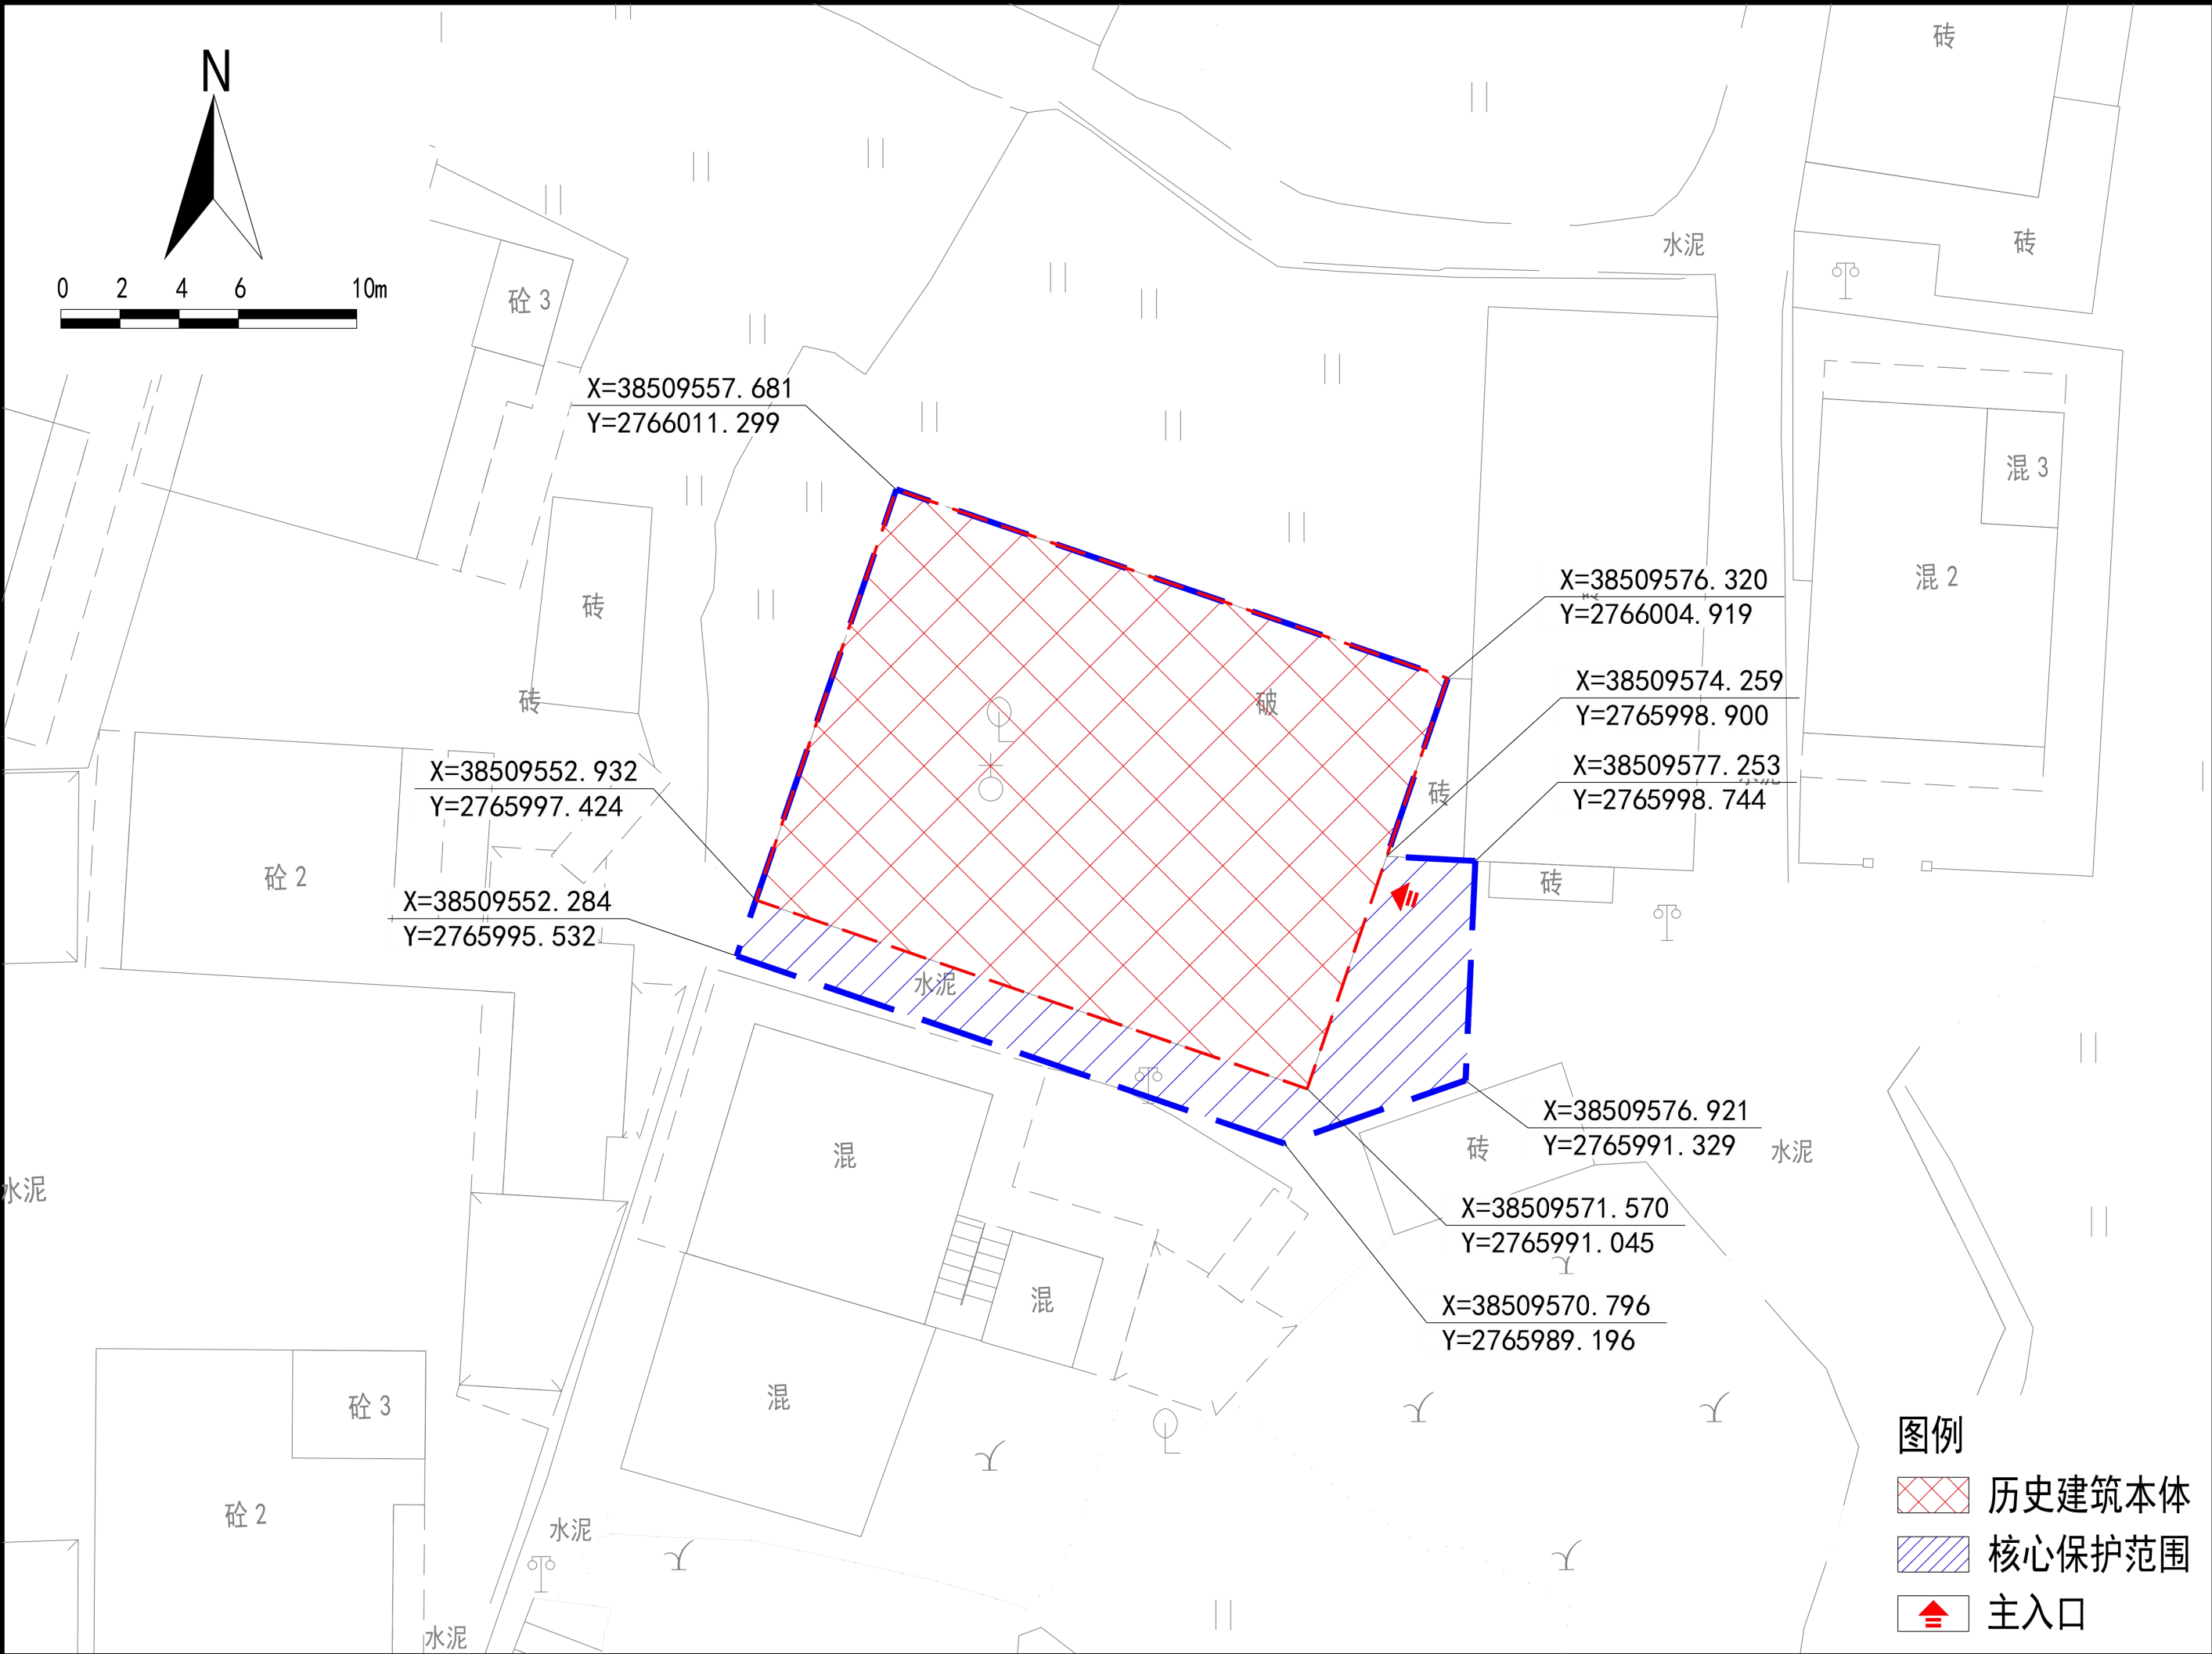 N
0 2 4 6 10m
砖
水泥
砖
砼 3
X=38509557.681
Y=2766011.299
混 3
混 2
X=38509576.320
Y=2766004.919
砖
砖
破
X=38509574.259
Y=2765998.900
X=38509577.253
Y=2765998.744
X=38509552.932
Y=2765997.424
砖
砼 2
砖
X=38509552.284
Y=2765995.532
水泥
X=38509576.921
Y=2765991.329
混
砖
水泥
水泥
X=38509571.570
Y=2765991.045
混
X=38509570.796
Y=2765989.196
混
砼 3
砼 2
水泥
水泥
图例
历史建筑本体
核心保护范围
主入口